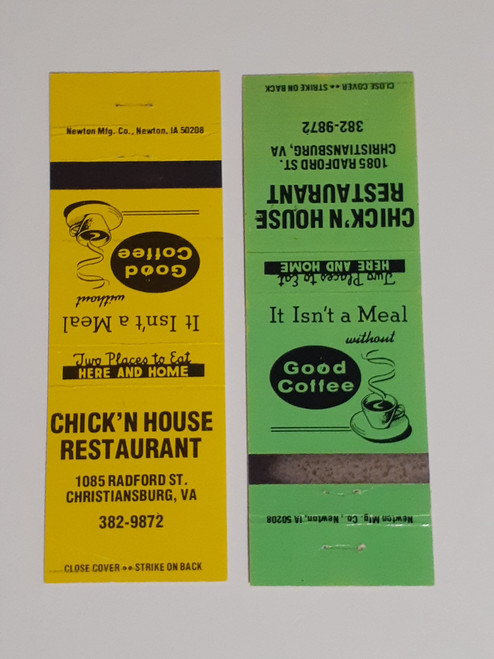 Newton Mfg. Co., Newton, IA 50208
It Isn't a Meal
without
Good
Coffee
Two Places to Eat
HERE AND HOME
CHICK'N HOUSE
RESTAURANT
1085 RADFORD ST.
CHRISTIANSBURG, VA
382-9872
CLOSE COVER ** STRIKE ON BACK
CLOSE COVER ** STRIKE ON BACK
382-9872
1085 RADFORD ST.
CHRISTIANSBURG, VA
CHICK'N HOUSE
RESTAURANT
Two Places to Eat
HERE AND HOME
It Isn't a Meal
without
Good
Coffee
Newton Mfg. Co., Newton, IA 50208